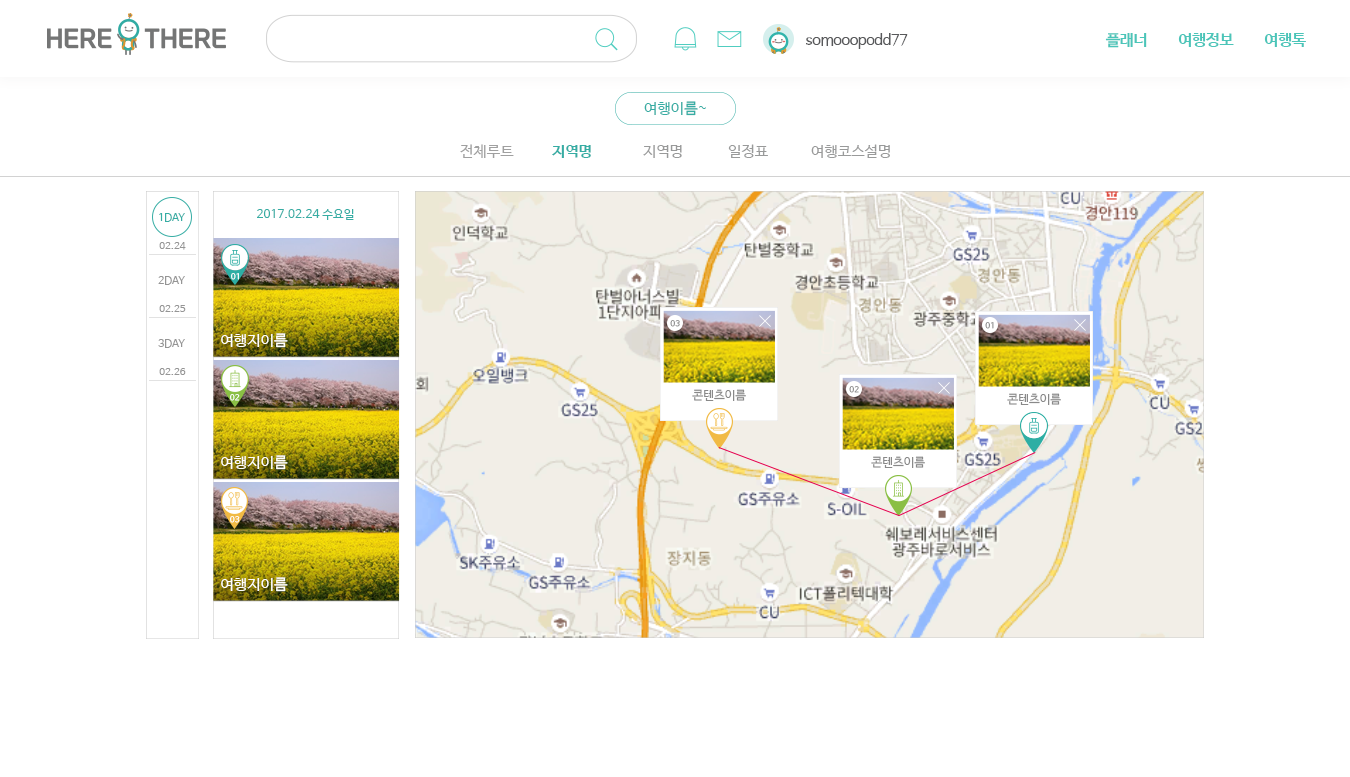 HERE THERE
somooopodd77
플래너
여행정보
여행톡
여행이름~
전체루트
지역명
지역명
일정표
여행코스설명
1DAY
02.24
2DAY
02.25
3DAY
02.26
2017.02.24 수요일
01
여행지이름
02
여행지이름
03
여행지이름
CU
경안119
인덕학교
탄벌중학교
GS25
경안동
경안초등학교
탄벌아너스빌
1단지아파
경안동
광주중학교
03
콘텐츠이름
01
콘텐츠이름
02
콘텐츠이름
회
오일뱅크
GS25
CU
GS2
GS25
GS주유소
S-OIL
쉐보레서비스센터
광주바로서비스
SK주유소
GS주유소
장지동
ICT폴리텍대학
CU